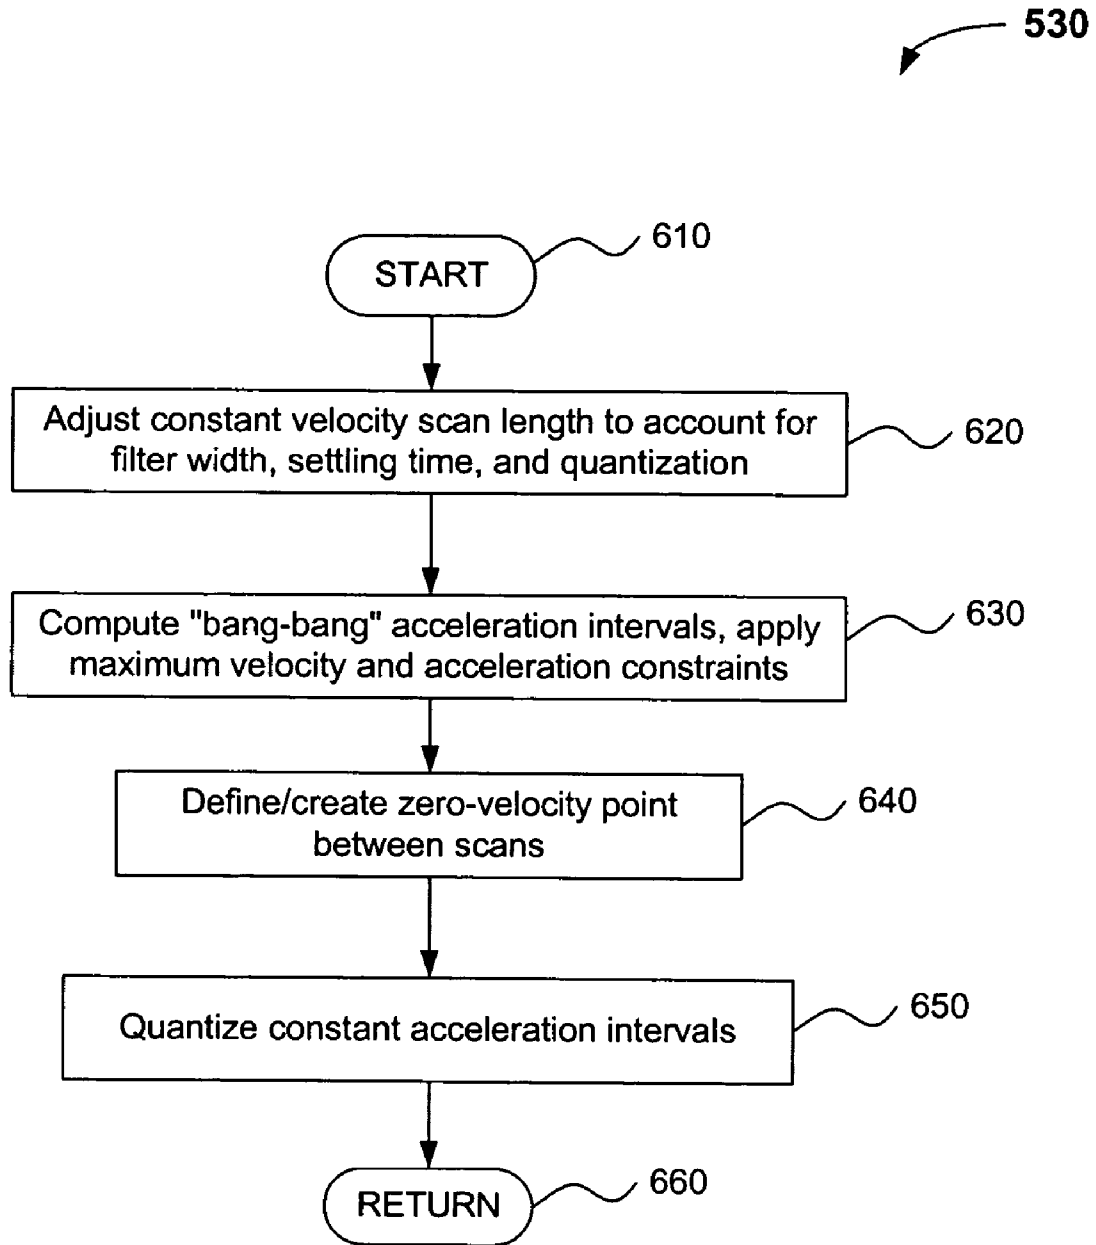 530
START
610
Adjust constant velocity scan length to account for
filter width, settling time, and quantization
620
Compute "bang-bang" acceleration intervals, apply
maximum velocity and acceleration constraints
630
Define/create zero-velocity point
between scans
640
Quantize constant acceleration intervals
650
RETURN
660